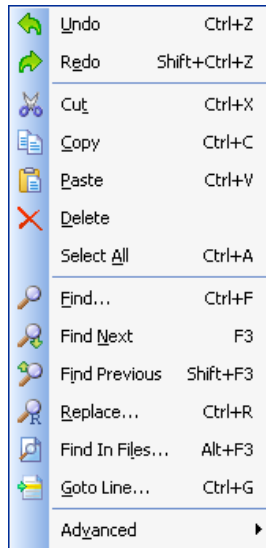 Undo Ctrl+Z
Redo Shift+Ctrl+Z
Cut Ctrl+X
Copy Ctrl+C
Paste Ctrl+V
Delete
Select All Ctrl+A
Find... Ctrl+F
Find Next F3
Find Previous Shift+F3
Replace... Ctrl+R
Find In Files... Alt+F3
Goto Line... Ctrl+G
Advanced